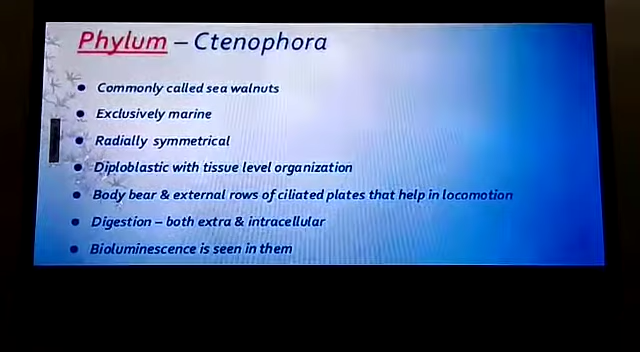 Phylum – Ctenophora
• Commonly called sea walnuts
• Exclusively marine
• Radially symmetrical
• Diploblastic with tissue level organization
• Body bear & external rows of ciliated plates that help in locomotion
• Digestion – both extra & intracellular
• Bioluminescence is seen in them